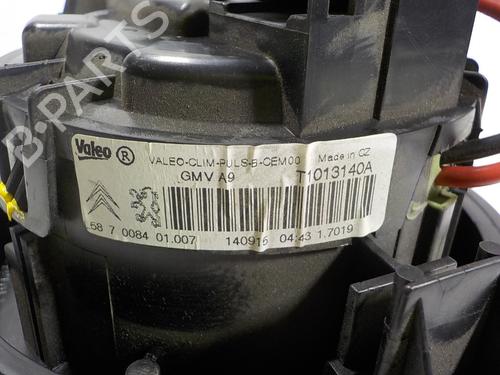 B-PARTS
Valeo ® VALEO-CLIM-PULS-B-CEM00 Made in CZ
GMV A9 T1013140A
58 7 0084 01.007 140916 04:43 1.7019